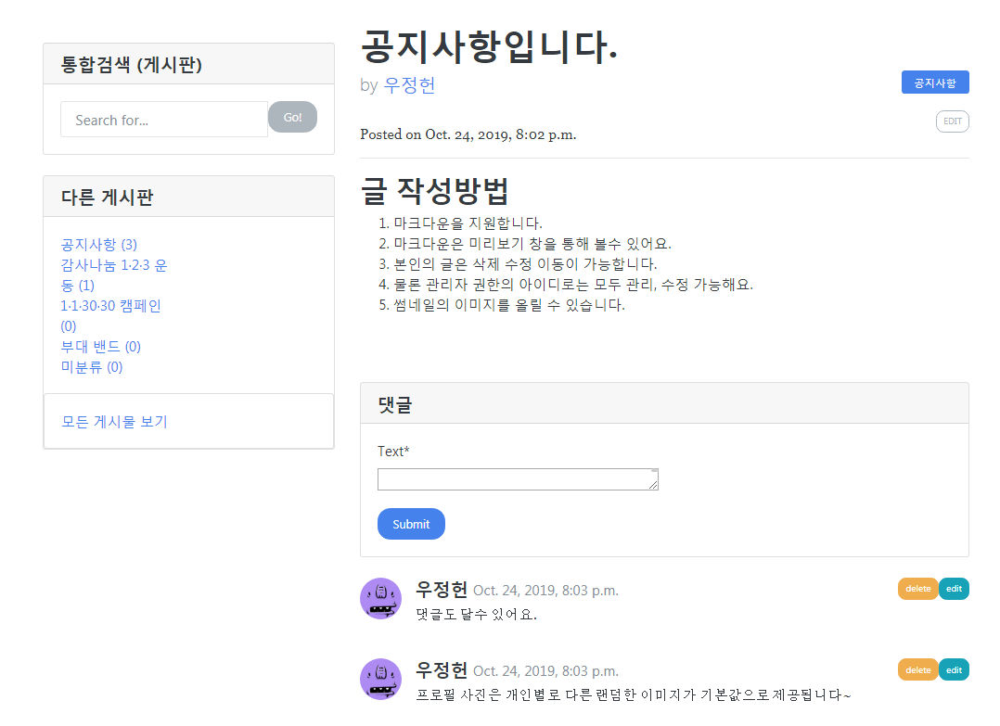 통합검색 (게시판)
Search for...
Go!
다른 게시판
공지사항 (3)
감사나눔 1·2·3 운
동 (1)
1·1·30·30 캠페인
(0)
부대 밴드 (0)
미분류 (0)
모든 게시물 보기
공지사항입니다.
by 우정헌
공지사항
EDIT
Posted on Oct. 24, 2019, 8:02 p.m.
글 작성방법
1. 마크다운을 지원합니다.
2. 마크다운은 미리보기 창을 통해 볼수 있어요.
3. 본인의 글은 삭제 수정 이동이 가능합니다.
4. 물론 관리자 권한의 아이디로는 모두 관리, 수정 가능해요.
5. 썸네일의 이미지를 올릴 수 있습니다.
댓글
Text*
Submit
우정헌 Oct. 24, 2019, 8:03 p.m.
delete edit
댓글도 달수 있어요.
우정헌 Oct. 24, 2019, 8:03 p.m.
delete edit
프로필 사진은 개인별로 다른 랜덤한 이미지가 기본값으로 제공됩니다~